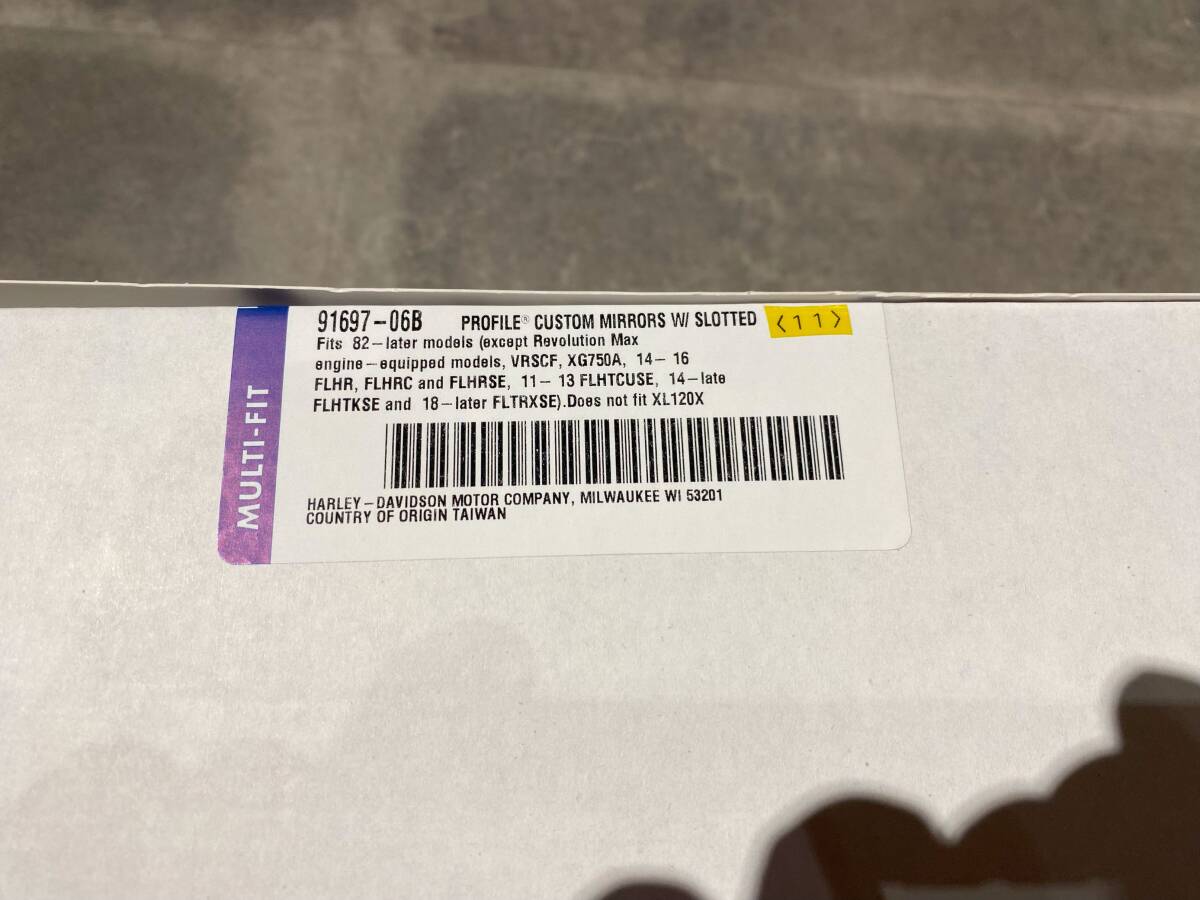 91697-06B PROFILE® CUSTOM MIRRORS W/ SLOTTED <11>
Fits 82-later models (except Revolution Max
engine-equipped models, VRSCF, XG750A, 14- 16
FLHR, FLHRC and FLHRSE, 11- 13 FLHTCUSE, 14-late
FLHTKSE and 18-later FLTRXSE).Does not fit XL120X
HARLEY-DAVIDSON MOTOR COMPANY, MILWAUKEE WI 53201
COUNTRY OF ORIGIN TAIWAN
MULTI-FIT